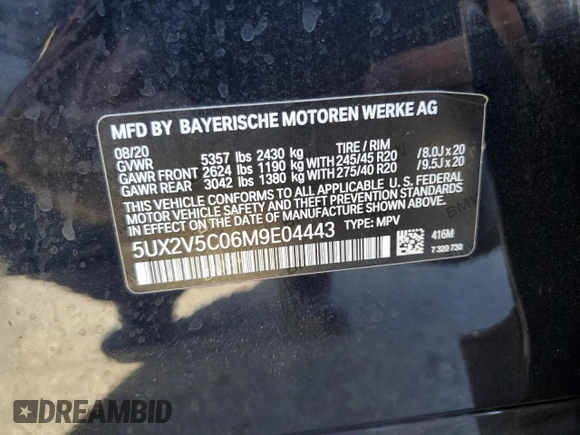 MFD BY BAYERISCHE MOTOREN WERKE AG
08/20 TIRE / RIM
GVWR 5357 lbs 2430 kg
GAWR FRONT 2624 lbs 1190 kg WITH 245/45 R20 /8.0J x 20
GAWR REAR 3042 lbs 1380 kg WITH 275/40 R20 /9.5J x 20
THIS VEHICLE CONFORMS TO ALL APPLICABLE U.S. FEDERAL
MOTOR VEHICLE SAFETY, BUMPER AND THEFT PREVENTION
STANDARDS IN EFFECT ON THE DATE OF MANUFACTURE
SHOWN ABOVE.
5UX2V5C06M9E04443 TYPE: MPV
416M
7 320 730
DREAMBID